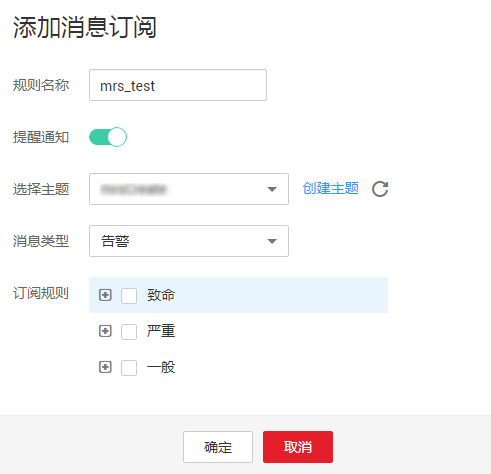 添加消息订阅
规则名称 mrs_test
提醒通知
选择主题 创建主题
消息类型 告警
订阅规则 致命
严重
一般
确定 取消